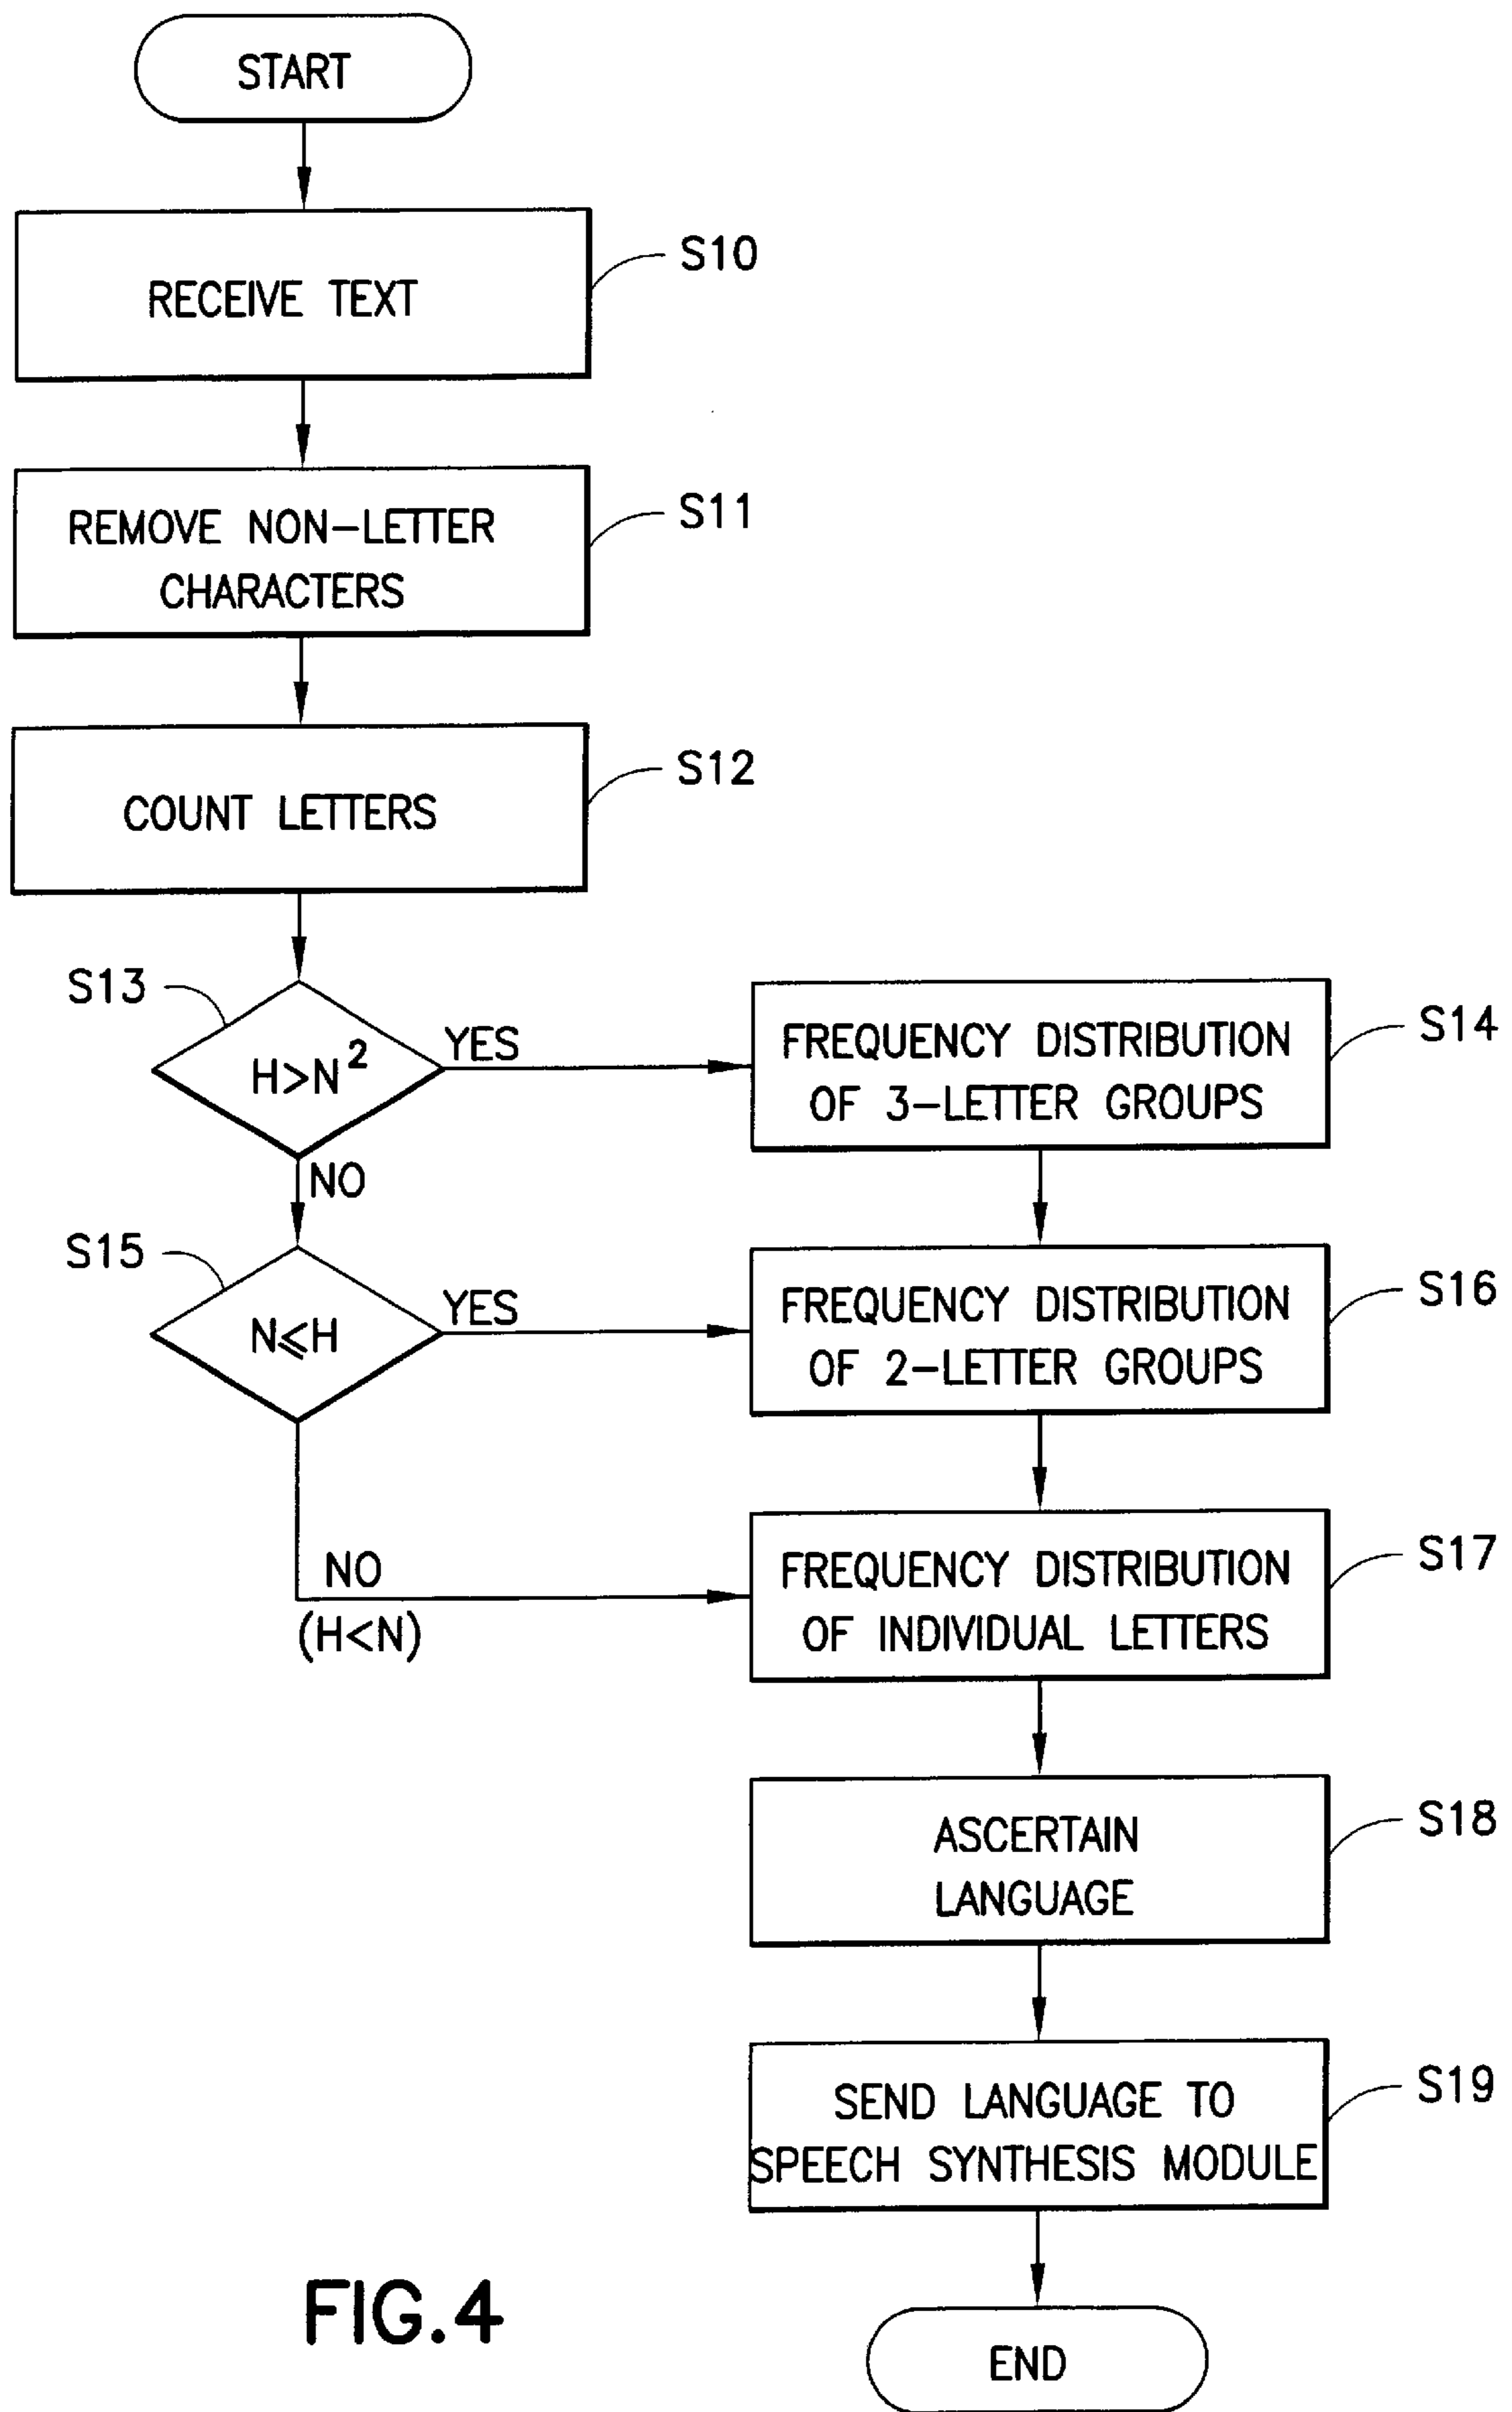 START
RECEIVE TEXT
S10
REMOVE NON-LETTER
CHARACTERS
S11
COUNT LETTERS
S12
S13
H>N²
YES
NO
FREQUENCY DISTRIBUTION
OF 3-LETTER GROUPS
S14
S15
N⩽H
YES
NO
(H<N)
FREQUENCY DISTRIBUTION
OF 2-LETTER GROUPS
S16
FREQUENCY DISTRIBUTION
OF INDIVIDUAL LETTERS
S17
ASCERTAIN
LANGUAGE
S18
SEND LANGUAGE TO
SPEECH SYNTHESIS MODULE
S19
END
FIG.4